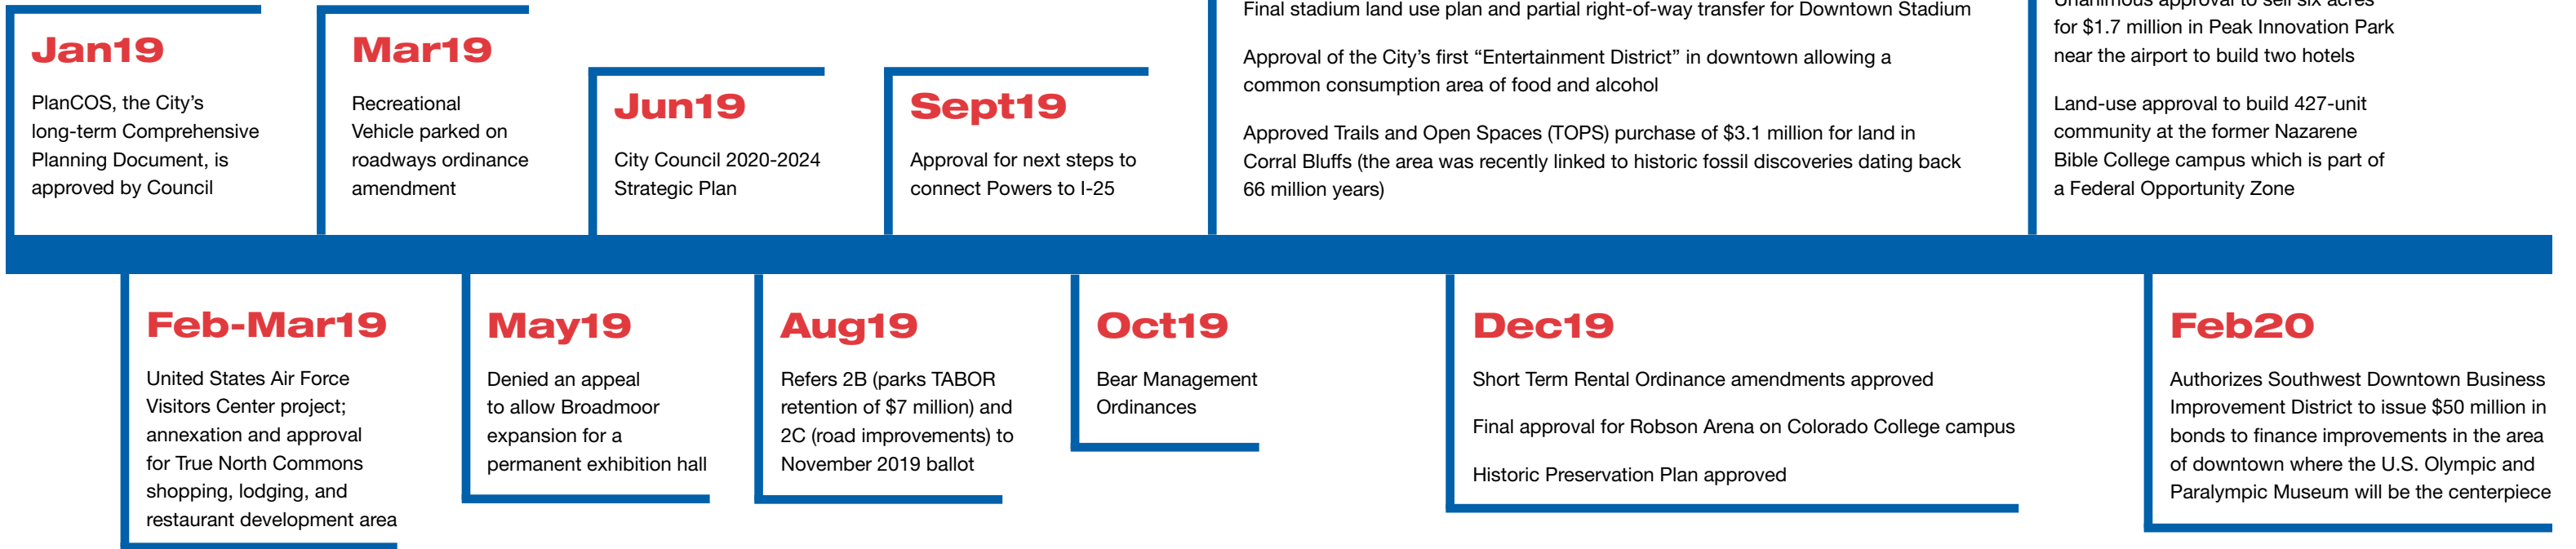 Jan19
PlanCOS, the City’s
long-term Comprehensive
Planning Document, is
approved by Council
Mar19
Recreational
Vehicle parked on
roadways ordinance
amendment
Jun19
City Council 2020-2024
Strategic Plan
Sept19
Approval for next steps to
connect Powers to I-25
Final stadium land use plan and partial right-of-way transfer for Downtown Stadium
Approval of the City’s first “Entertainment District” in downtown allowing a
common consumption area of food and alcohol
Approved Trails and Open Spaces (TOPS) purchase of $3.1 million for land in
Corral Bluffs (the area was recently linked to historic fossil discoveries dating back
66 million years)
Unanimous approval to sell six acres
for $1.7 million in Peak Innovation Park
near the airport to build two hotels
Land-use approval to build 427-unit
community at the former Nazarene
Bible College campus which is part of
a Federal Opportunity Zone
Feb-Mar19
United States Air Force
Visitors Center project;
annexation and approval
for True North Commons
shopping, lodging, and
restaurant development area
May19
Denied an appeal
to allow Broadmoor
expansion for a
permanent exhibition hall
Aug19
Refers 2B (parks TABOR
retention of $7 million) and
2C (road improvements) to
November 2019 ballot
Oct19
Bear Management
Ordinances
Dec19
Short Term Rental Ordinance amendments approved
Final approval for Robson Arena on Colorado College campus
Historic Preservation Plan approved
Feb20
Authorizes Southwest Downtown Business
Improvement District to issue $50 million in
bonds to finance improvements in the area
of downtown where the U.S. Olympic and
Paralympic Museum will be the centerpiece